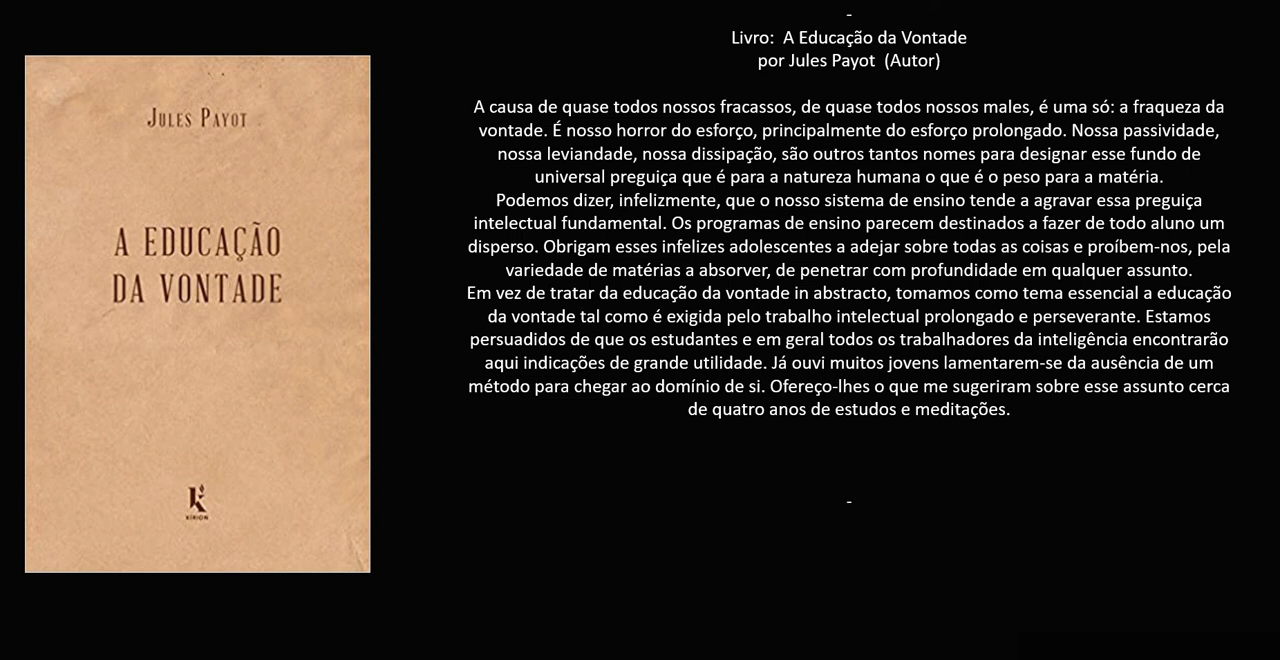 JULES PAYOT
A EDUCAÇÃO
DA VONTADE
KÍRION
-
Livro:  A Educação da Vontade
por Jules Payot  (Autor)
A causa de quase todos nossos fracassos, de quase todos nossos males, é uma só: a fraqueza da
vontade. É nosso horror do esforço, principalmente do esforço prolongado. Nossa passividade,
nossa leviandade, nossa dissipação, são outros tantos nomes para designar esse fundo de
universal preguiça que é para a natureza humana o que é o peso para a matéria.
Podemos dizer, infelizmente, que o nosso sistema de ensino tende a agravar essa preguiça
intelectual fundamental. Os programas de ensino parecem destinados a fazer de todo aluno um
disperso. Obrigam esses infelizes adolescentes a adejar sobre todas as coisas e proíbem-nos, pela
variedade de matérias a absorver, de penetrar com profundidade em qualquer assunto.
Em vez de tratar da educação da vontade in abstracto, tomamos como tema essencial a educação
da vontade tal como é exigida pelo trabalho intelectual prolongado e perseverante. Estamos
persuadidos de que os estudantes e em geral todos os trabalhadores da inteligência encontrarão
aqui indicações de grande utilidade. Já ouvi muitos jovens lamentarem-se da ausência de um
método para chegar ao domínio de si. Ofereço-lhes o que me sugeriram sobre esse assunto cerca
de quatro anos de estudos e meditações.
-